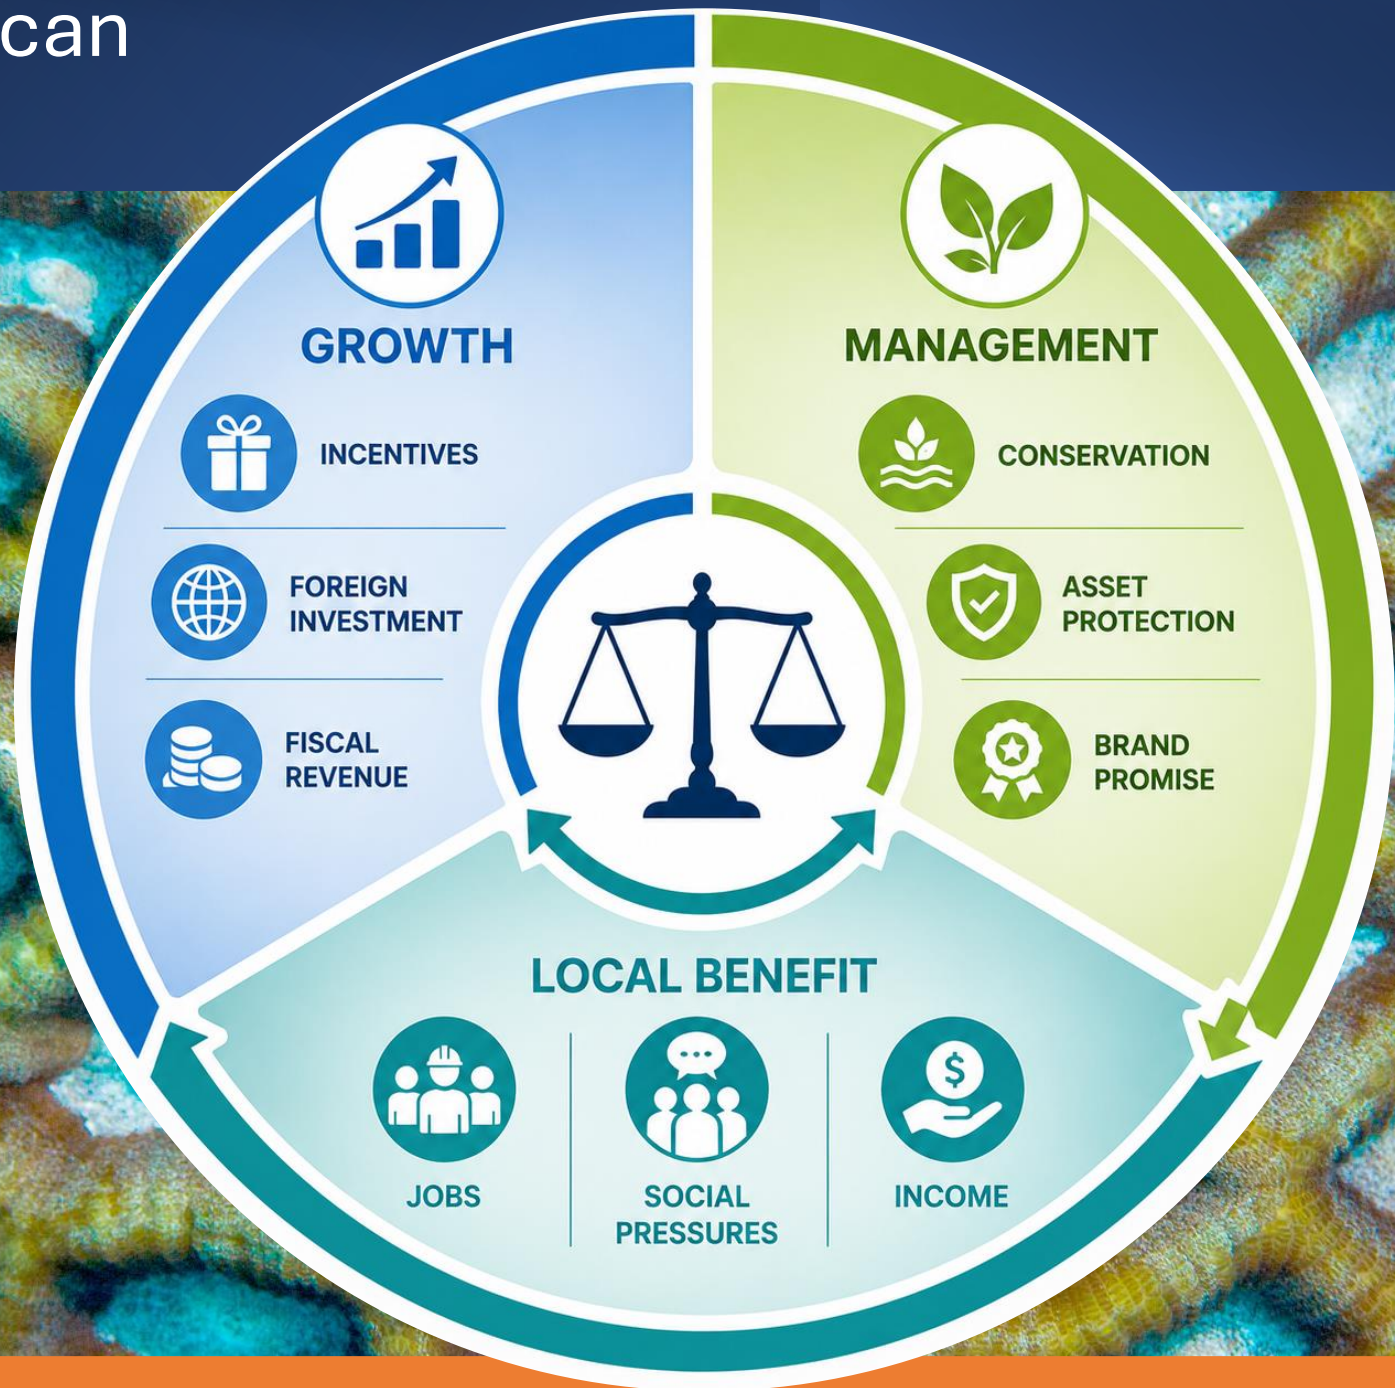 can
GROWTH
INCENTIVES
FOREIGN
INVESTMENT
FISCAL
REVENUE
MANAGEMENT
CONSERVATION
ASSET
PROTECTION
BRAND
PROMISE
LOCAL BENEFIT
JOBS
SOCIAL
PRESSURES
$
INCOME